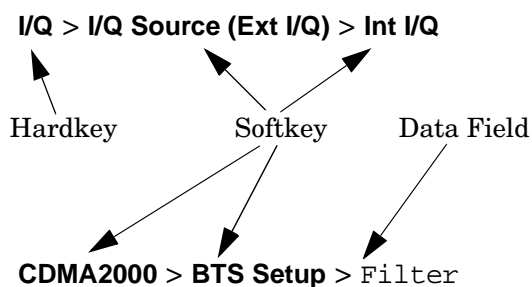 I/Q > I/Q Source (Ext I/Q) > Int I/Q
Hardkey Softkey Data Field
CDMA2000 > BTS Setup > Filter